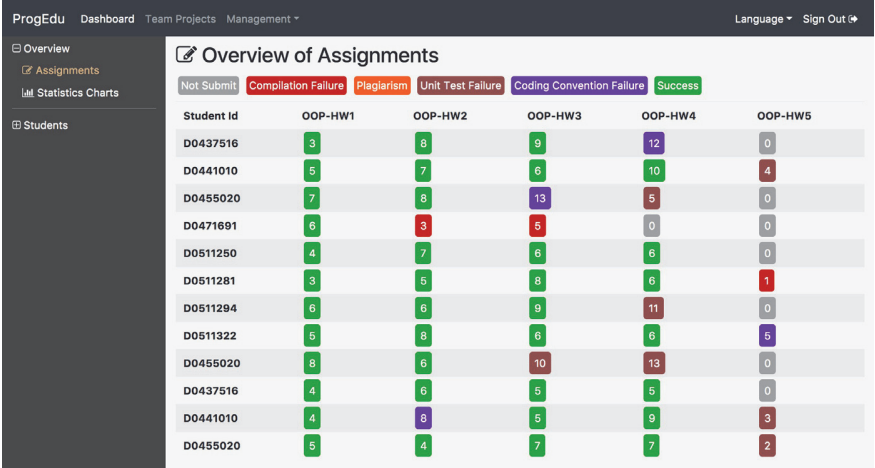 ProgEdu Dashboard Team Projects Management Language Sign Out
Overview
Assignments
Statistics Charts
Students
Overview of Assignments
Not Submit Compilation Failure Plagiarism Unit Test Failure Coding Convention Failure Success
Student Id OOP-HW1 OOP-HW2 OOP-HW3 OOP-HW4 OOP-HW5
D0437516 3 8 9 12 0
D0441010 5 7 6 10 4
D0455020 7 8 13 5 0
D0471691 6 3 5 0 0
D0511250 4 7 6 6 0
D0511281 3 5 8 6 1
D0511294 6 6 9 11 0
D0511322 5 8 6 6 5
D0455020 8 6 10 13 0
D0437516 4 6 5 5 0
D0441010 4 8 5 9 3
D0455020 5 4 7 7 2